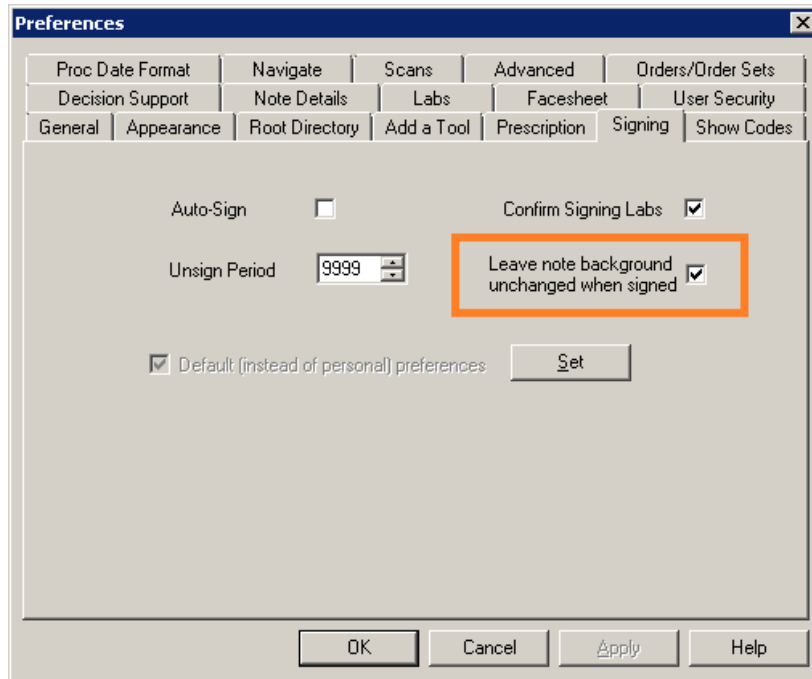 Preferences
Proc Date Format Navigate Scans Advanced Orders/Order Sets
Decision Support Note Details Labs Facesheet User Security
General Appearance Root Directory Add a Tool Prescription Signing Show Codes
Auto-Sign Confirm Signing Labs
Unsign Period 9999 Leave note background
unchanged when signed
Default (instead of personal) preferences Set
OK Cancel Apply Help